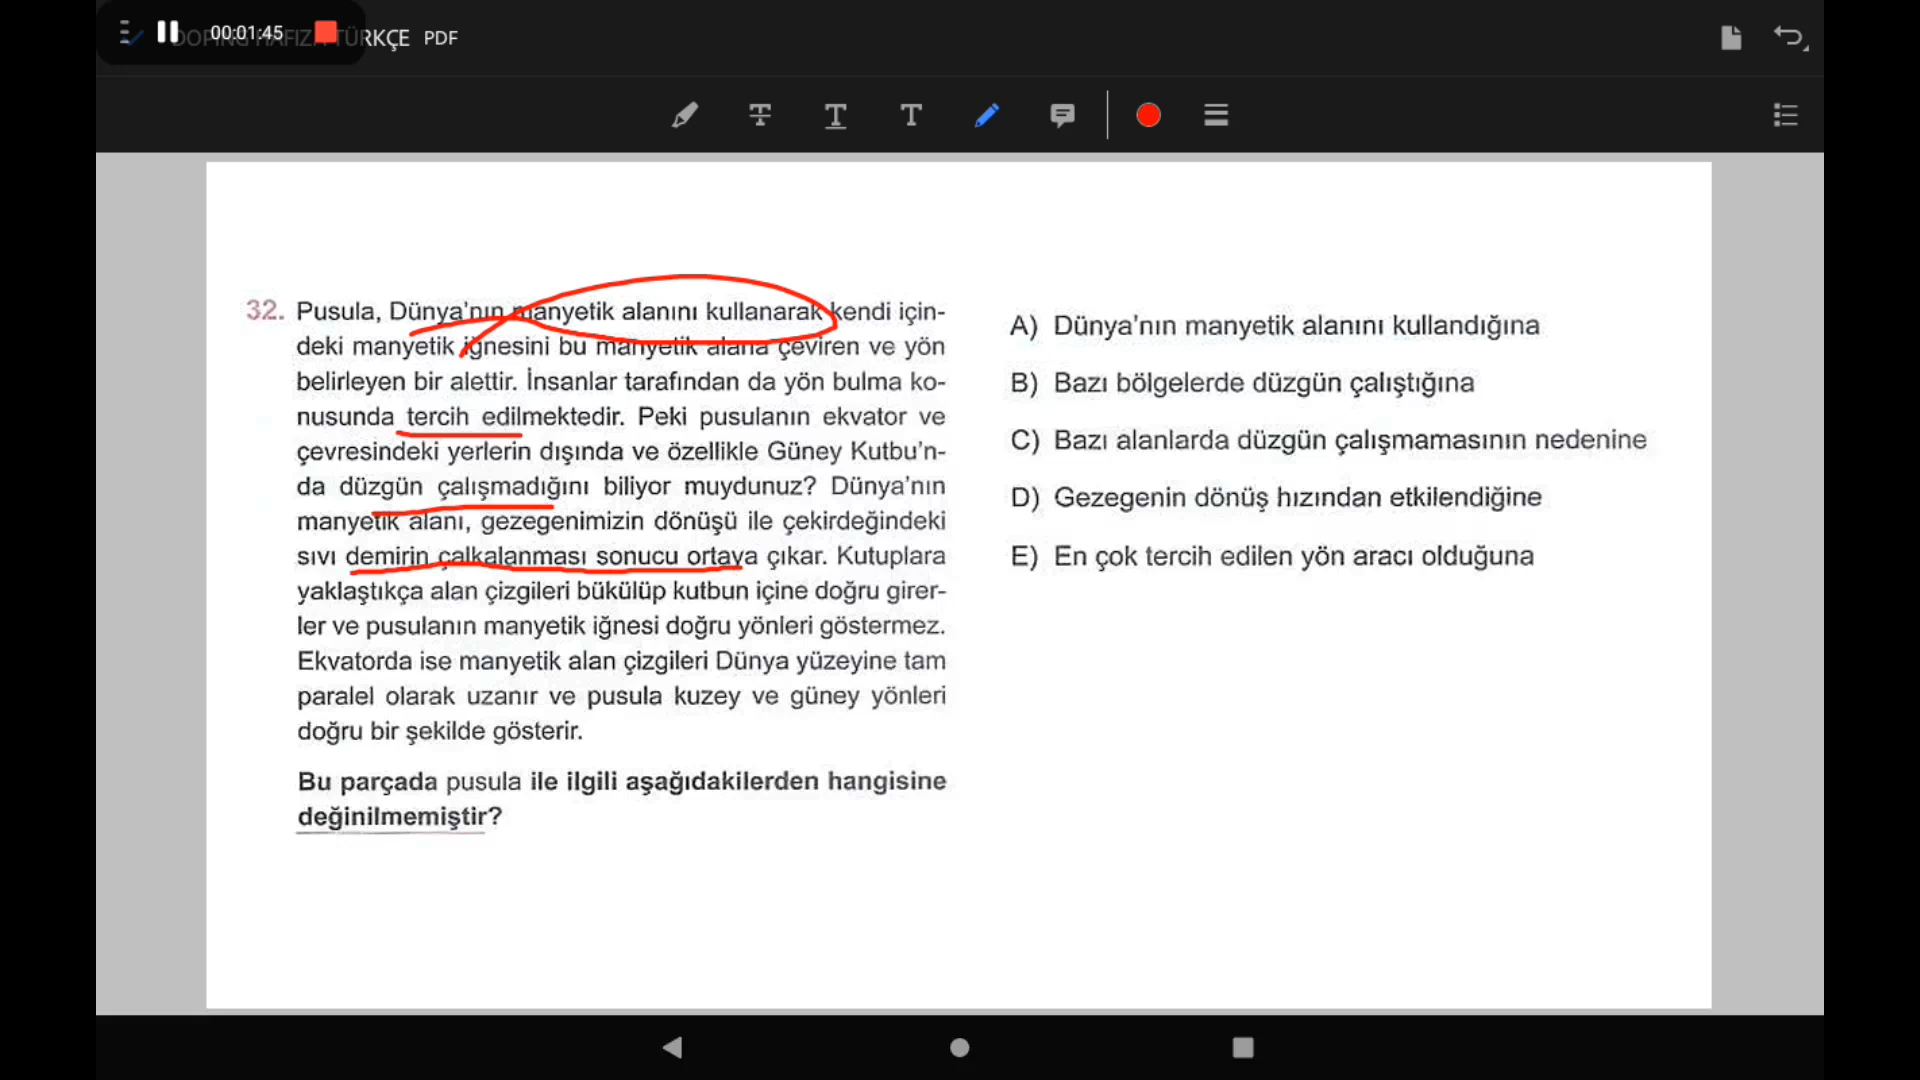 00:01:45
DOPING HAFIZA TÜRKÇE PDF
32. Pusula, Dünya'nın manyetik alanını kullanarak kendi için-
deki manyetik iğnesini bu manyetik alana çeviren ve yön
belirleyen bir alettir. İnsanlar tarafından da yön bulma ko-
nusunda tercih edilmektedir. Peki pusulanın ekvator ve
çevresindeki yerlerin dışında ve özellikle Güney Kutbu'n-
da düzgün çalışmadığını biliyor muydunuz? Dünya'nın
manyetik alanı, gezegenimizin dönüşü ile çekirdeğindeki
sıvı demirin çalkalanması sonucu ortaya çıkar. Kutuplara
yaklaştıkça alan çizgileri bükülüp kutbun içine doğru girer-
ler ve pusulanın manyetik iğnesi doğru yönleri göstermez.
Ekvatorda ise manyetik alan çizgileri Dünya yüzeyine tam
paralel olarak uzanır ve pusula kuzey ve güney yönleri
doğru bir şekilde gösterir.
Bu parçada pusula ile ilgili aşağıdakilerden hangisine
değinilmemiştir?
A) Dünya'nın manyetik alanını kullandığına
B) Bazı bölgelerde düzgün çalıştığına
C) Bazı alanlarda düzgün çalışmamasının nedenine
D) Gezegenin dönüş hızından etkilendiğine
E) En çok tercih edilen yön aracı olduğuna